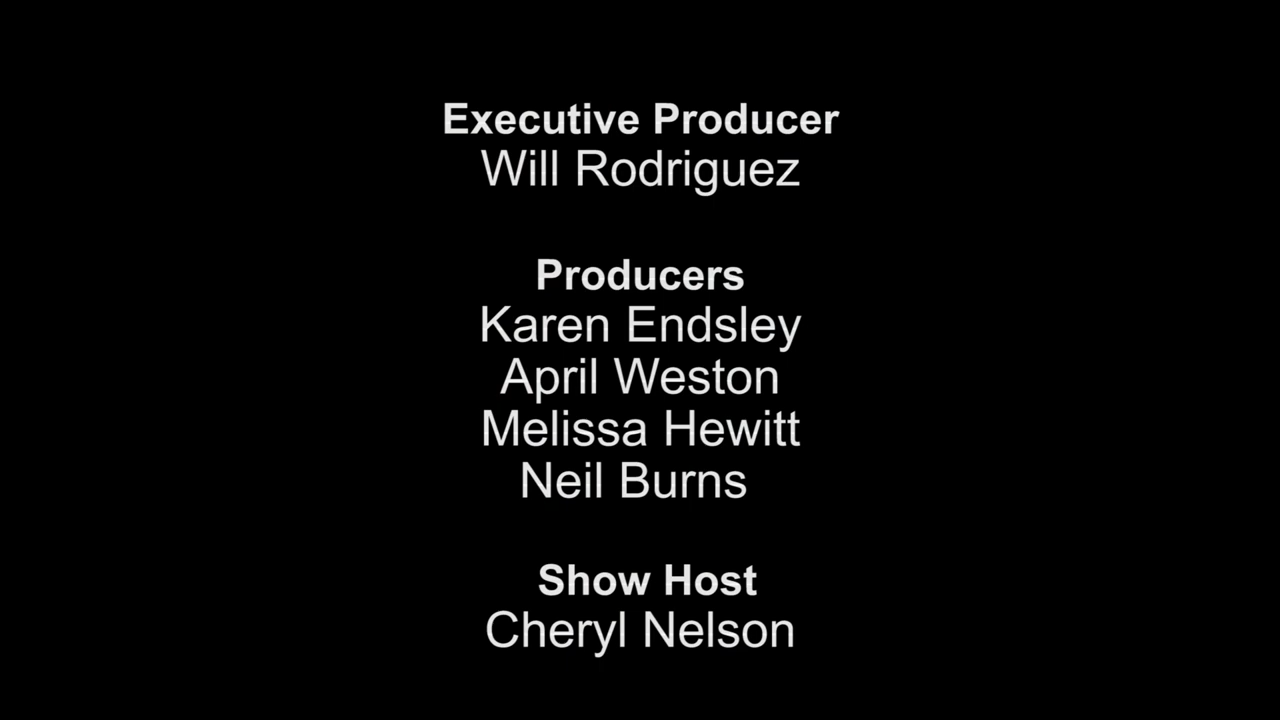 Executive Producer
Will Rodriguez
Producers
Karen Endsley
April Weston
Melissa Hewitt
Neil Burns
Show Host
Cheryl Nelson